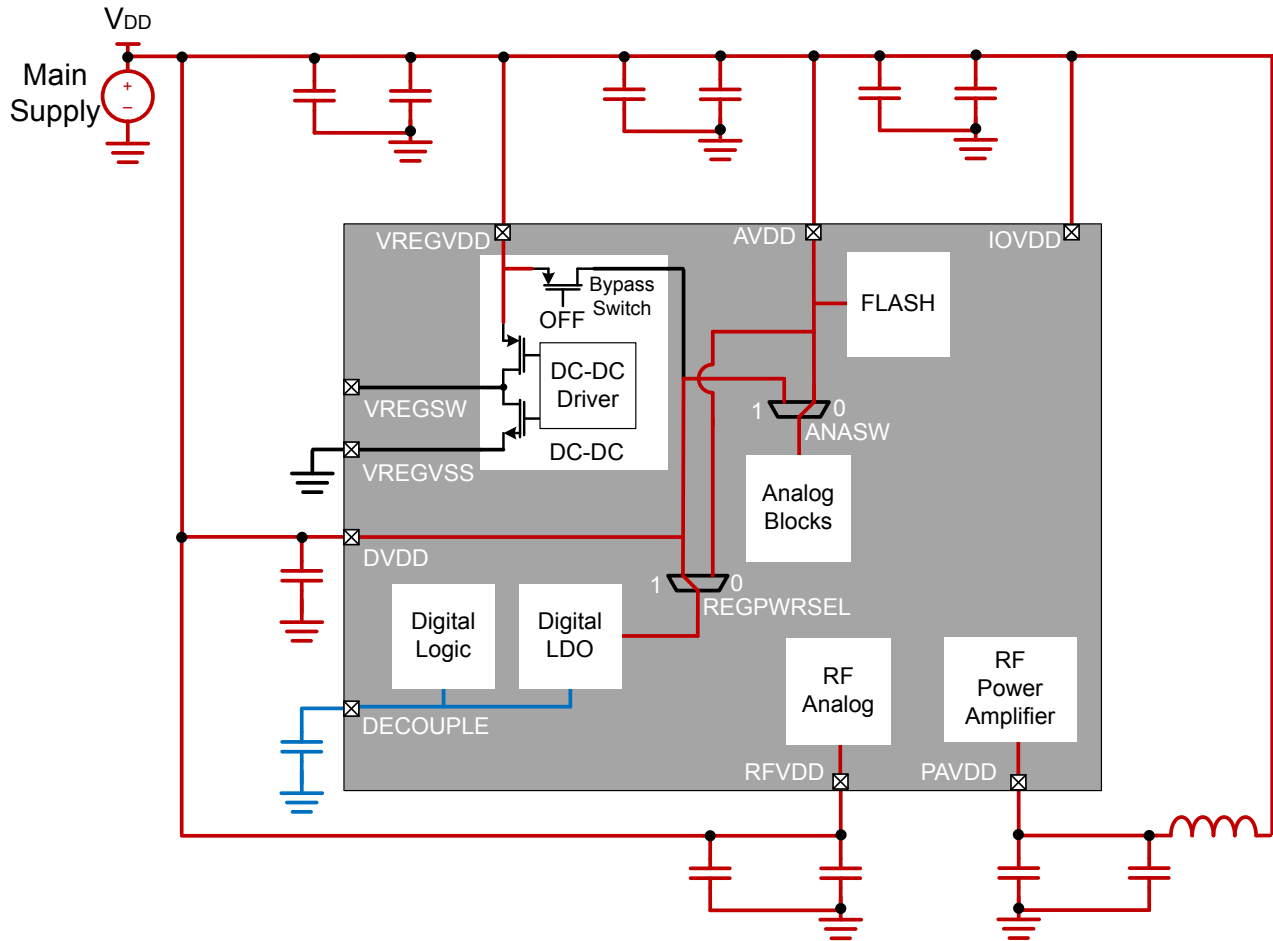 VDD
Main
Supply
+
–
VREGVDD
AVDD
IOVDD
Bypass
Switch
OFF
FLASH
DC-DC
Driver
VREGSW
1
0
ANASW
DC-DC
VREGVSS
Analog
Blocks
DVDD
1
0
REGPWRSEL
Digital
Logic
Digital
LDO
RF
Analog
RF
Power
Amplifier
DECOUPLE
RFVDD
PAVDD